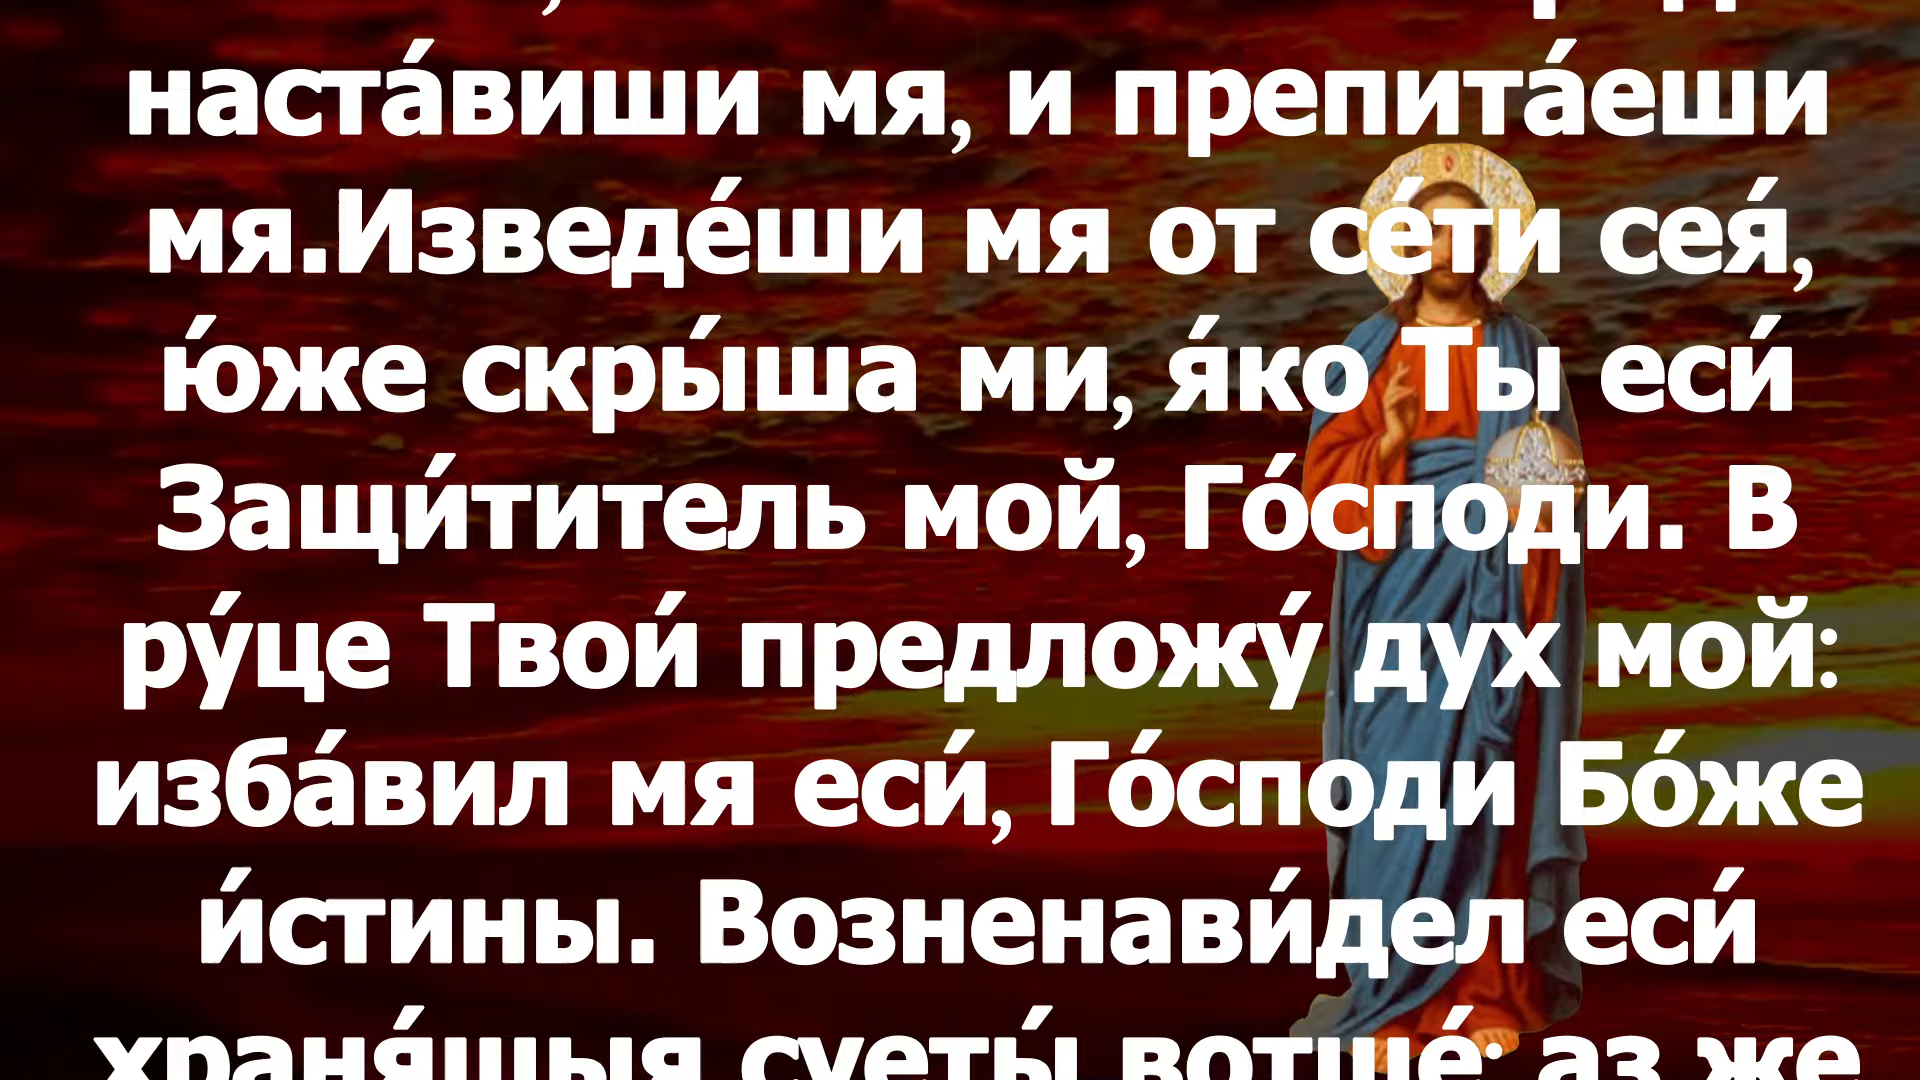 наста́виши мя, и препита́еши
мя.Изведе́ши мя от се́ти сея́,
ю́же скры́ша ми, я́ко Ты еси́
Защи́титель мой, Го́споди. В
ру́це Твои́ предложу́ дух мой:
изба́вил мя еси́, Го́споди Бо́же
и́стины. Возненави́дел еси́
храня́щыя суеты́ вотще́: аз же